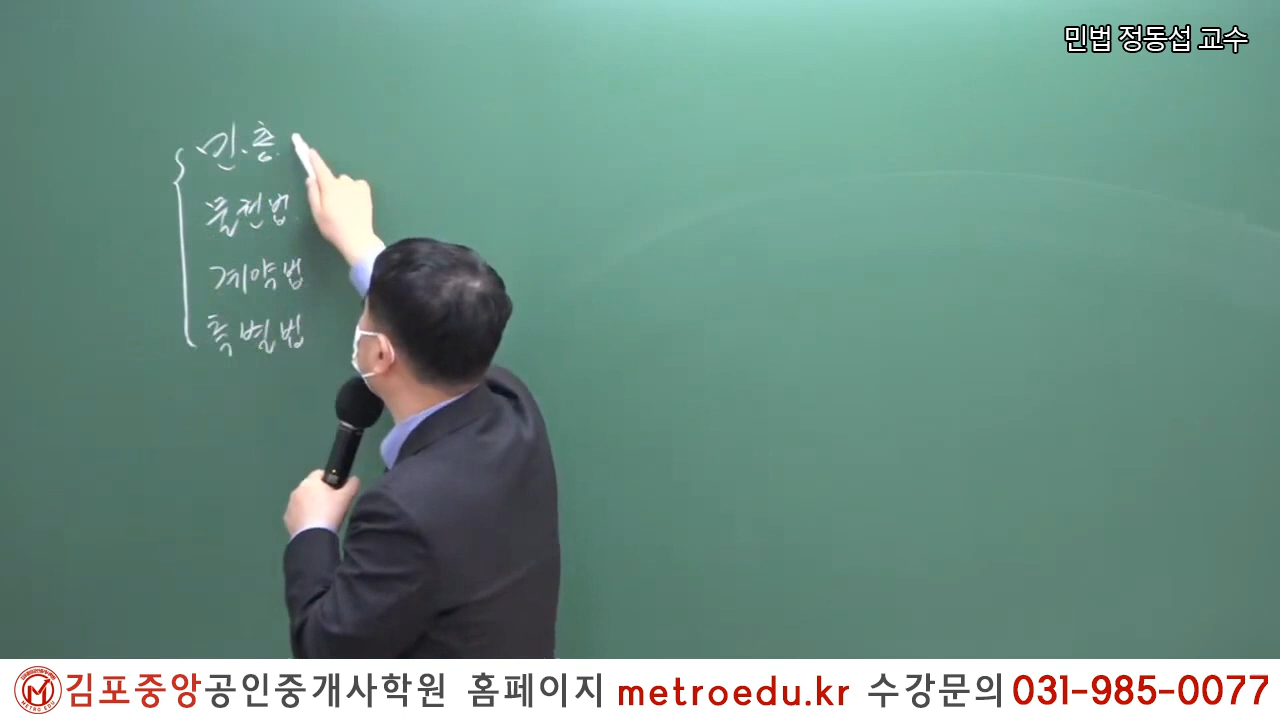 민법 정동섭 교수
민.총.
물권법
계약법
특별법
김포중앙공인중개사학원 홈페이지 metroedu.kr 수강문의 031-985-0077
METRO EDU